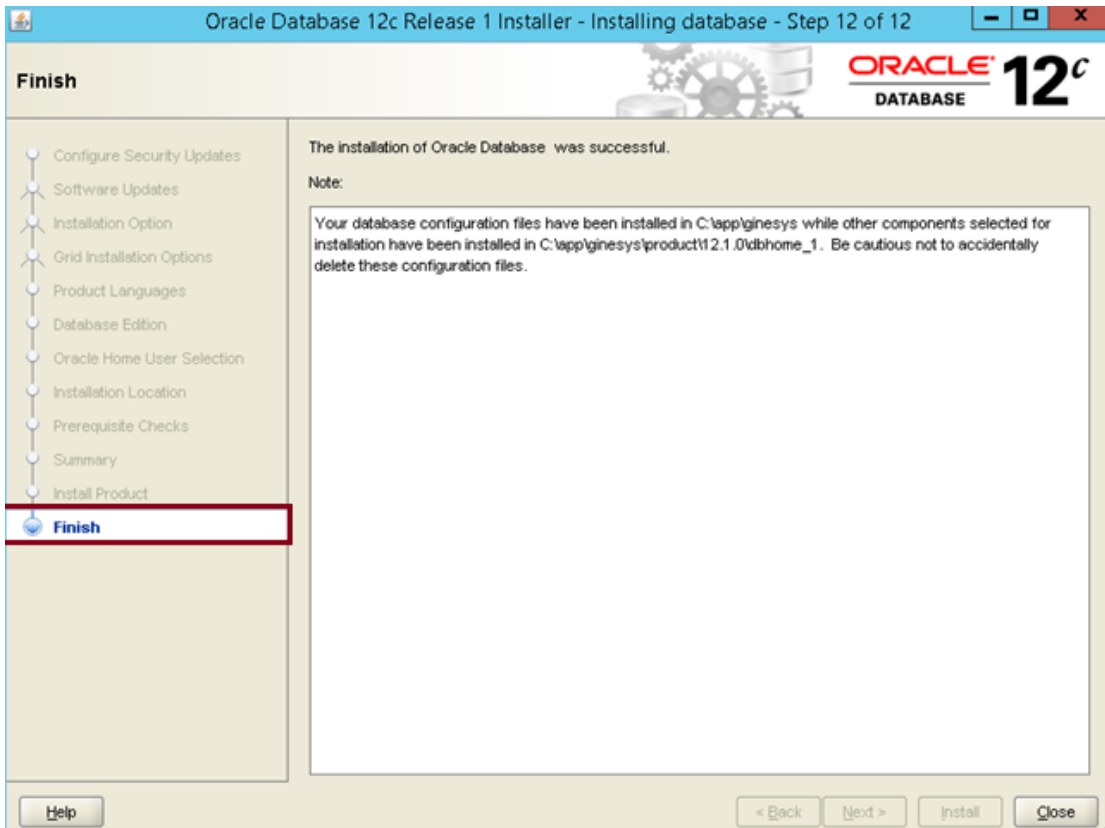 Oracle Database 12c Release 1 Installer - Installing database - Step 12 of 12
Finish
ORACLE
DATABASE
12c
Configure Security Updates
Software Updates
Installation Option
Grid Installation Options
Product Languages
Database Edition
Oracle Home User Selection
Installation Location
Prerequisite Checks
Summary
Install Product
Finish
The installation of Oracle Database  was successful.
Note:
Your database configuration files have been installed in C:\app\ginesys while other components selected for
installation have been installed in C:\app\ginesys\product\12.1.0\dbhome_1.  Be cautious not to accidentally
delete these configuration files.
Help
< Back
Next >
Install
Close